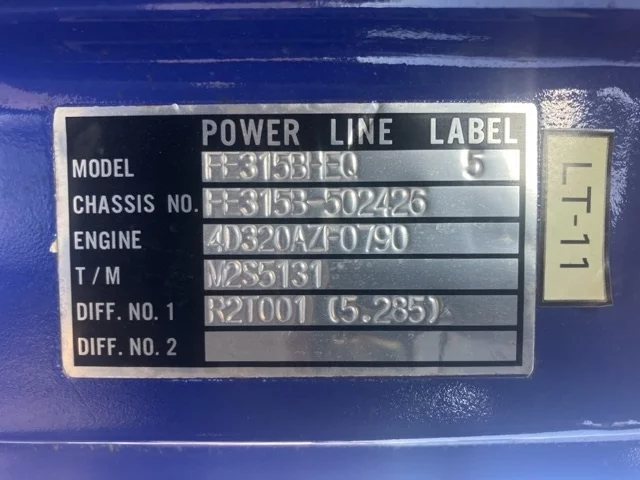 POWER LINE LABEL
MODEL FE315BHEQ 5
CHASSIS NO. FE315B-502426
ENGINE 4D320AZF0790
T/M M2S5131
DIFF. NO. 1 R2T001 (5.285)
DIFF. NO. 2
LT-11